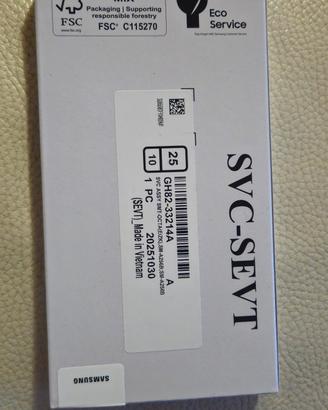 MIX
Packaging | Supporting
responsible forestry
FSC® C115270
FSC
www.fsc.org
Eco
Service
25
10
GH82-33214A
A
1 PC
(SEVT)_Made in Vietnam
20251030
SVC-SEVT
SAMSUNG